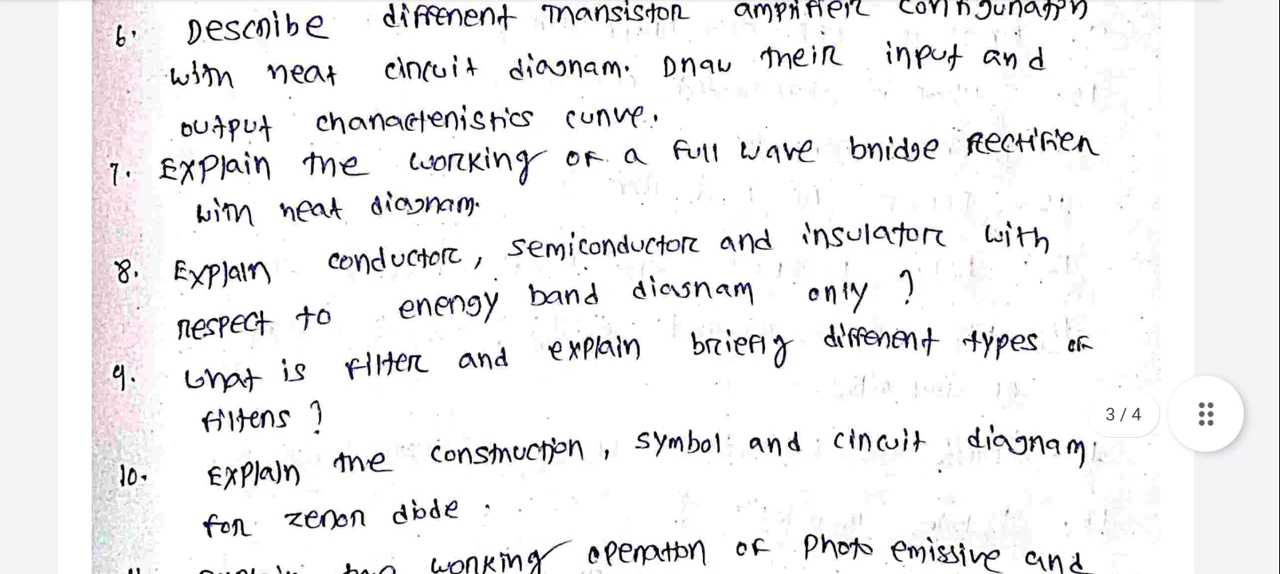 6. Describe different transistor amplifier configuration
with neat circuit diagram. Draw their input and
output characteristics curve.
7. Explain the working of a full wave bridge rectifier
with neat diagram.
8. Explain conductor, semiconductor and insulator with
respect to energy band diagram only ?
9. What is filter and explain briefly different types of
filters ?
3 / 4
10. Explain the construction, symbol and circuit diagram
for zenor diode.
working operation of photo emissive and